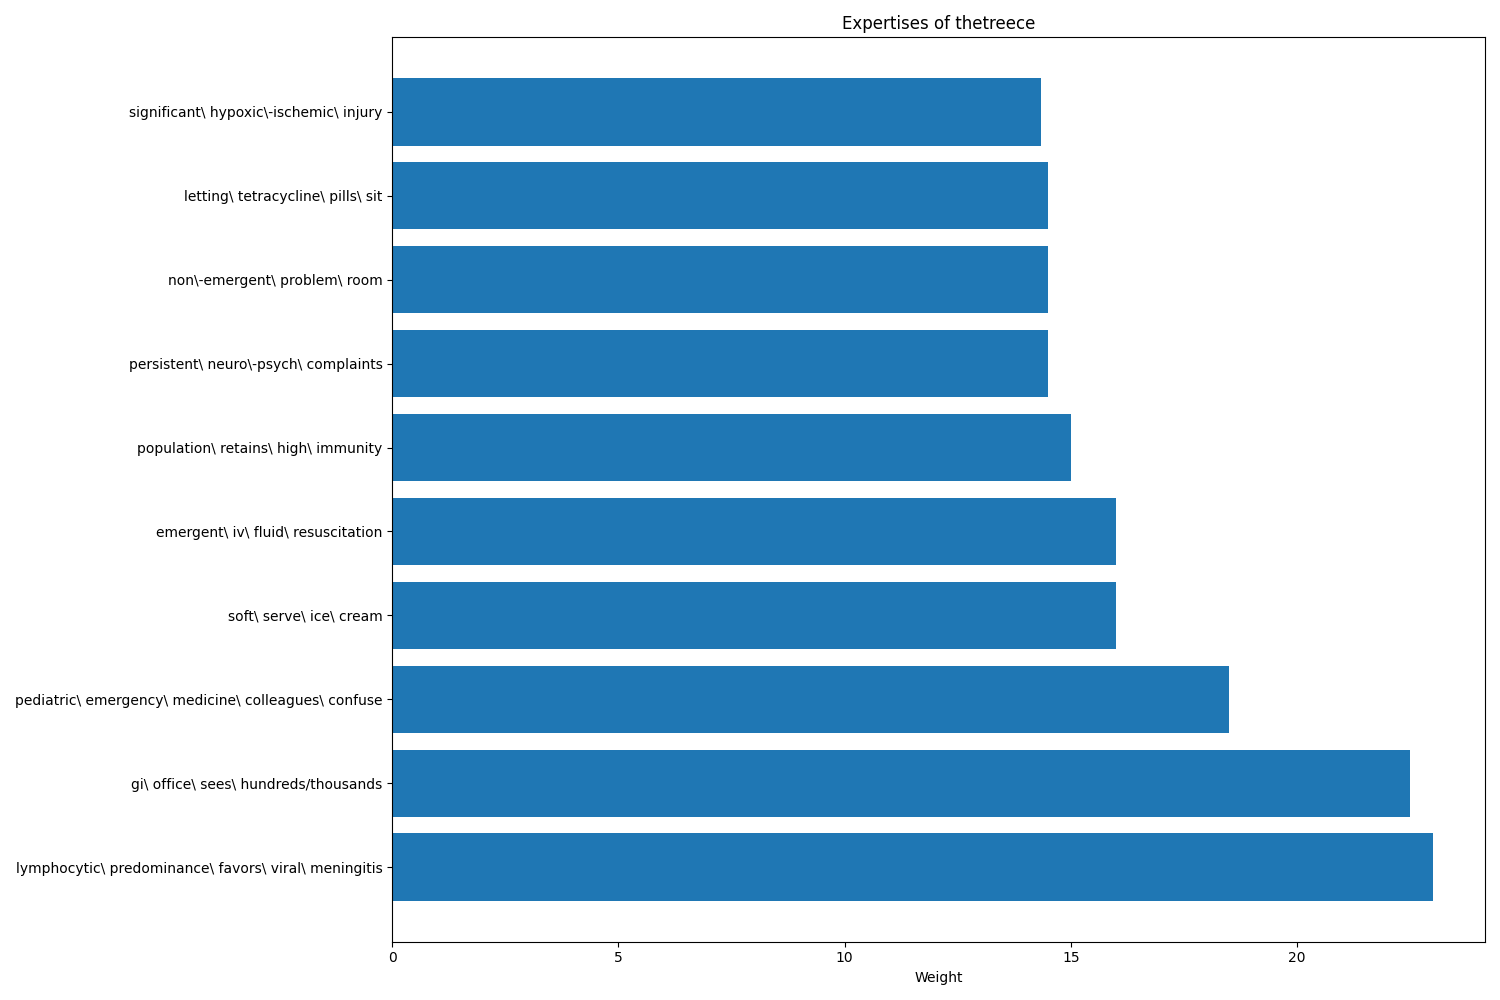 Expertises of thetreece
significant\ hypoxic\-ischemic\ injury
letting\ tetracycline\ pills\ sit
non\-emergent\ problem\ room
persistent\ neuro\-psych\ complaints
population\ retains\ high\ immunity
emergent\ iv\ fluid\ resuscitation
soft\ serve\ ice\ cream
pediatric\ emergency\ medicine\ colleagues\ confuse
gi\ office\ sees\ hundreds/thousands
lymphocytic\ predominance\ favors\ viral\ meningitis
0 5 10 15 20
Weight